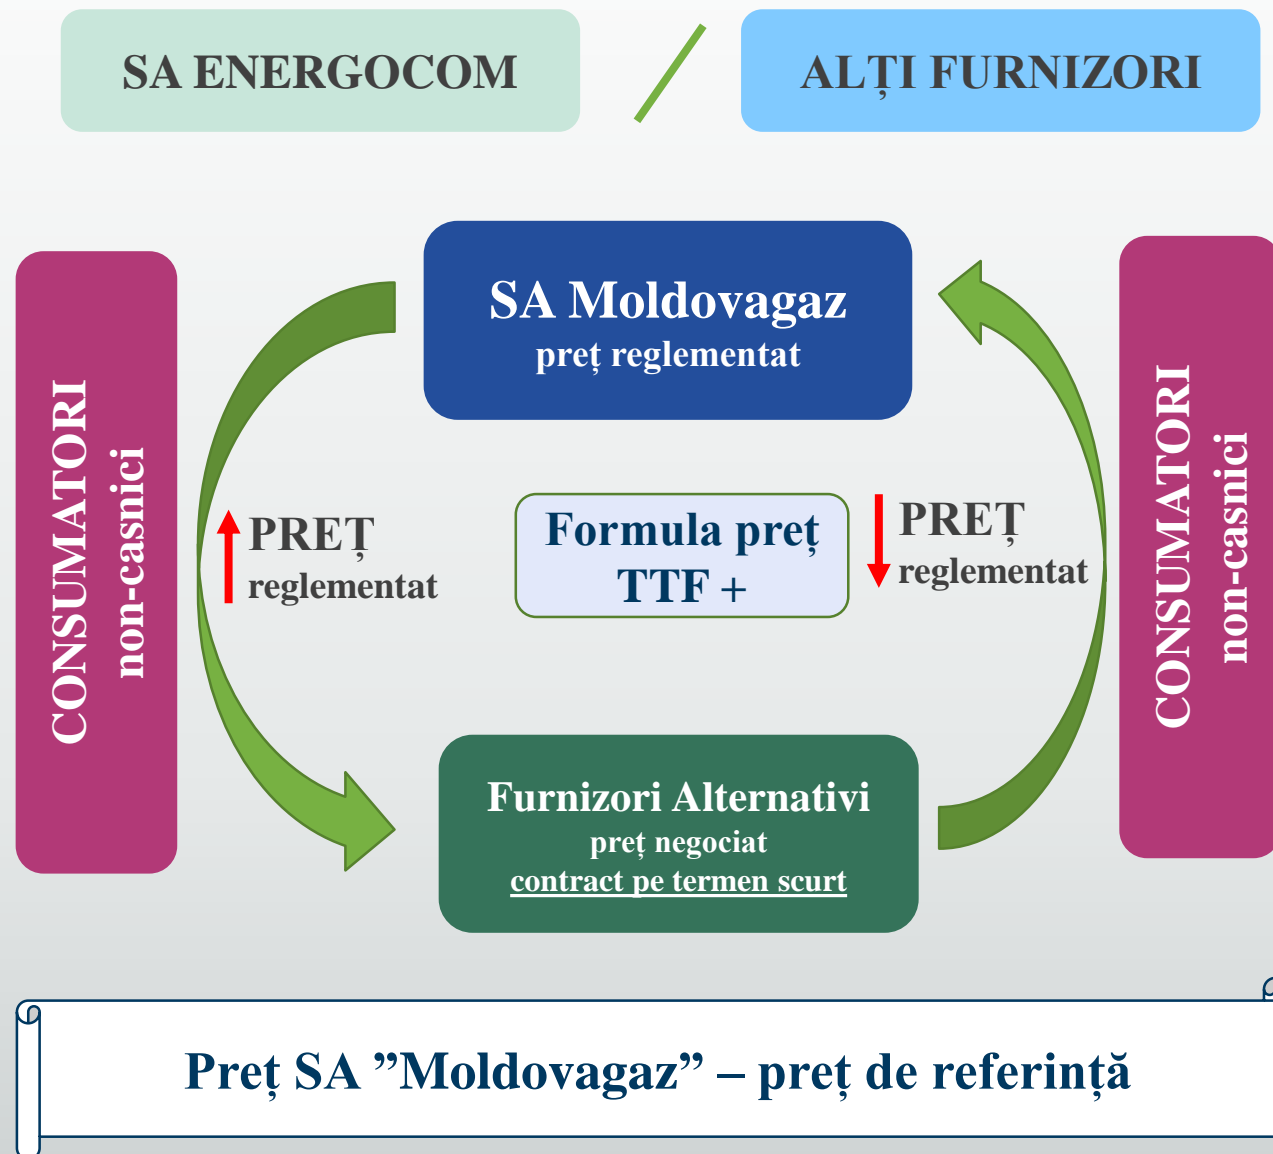 SA ENERGOCOM
ALȚI FURNIZORI
SA Moldovagaz
preț reglementat
CONSUMATORI
non-casnici
PREȚ
reglementat
Formula preț
TTF +
PREȚ
reglementat
CONSUMATORI
non-casnici
Furnizori Alternativi
preț negociat
contract pe termen scurt
Preț SA ”Moldovagaz” – preț de referință